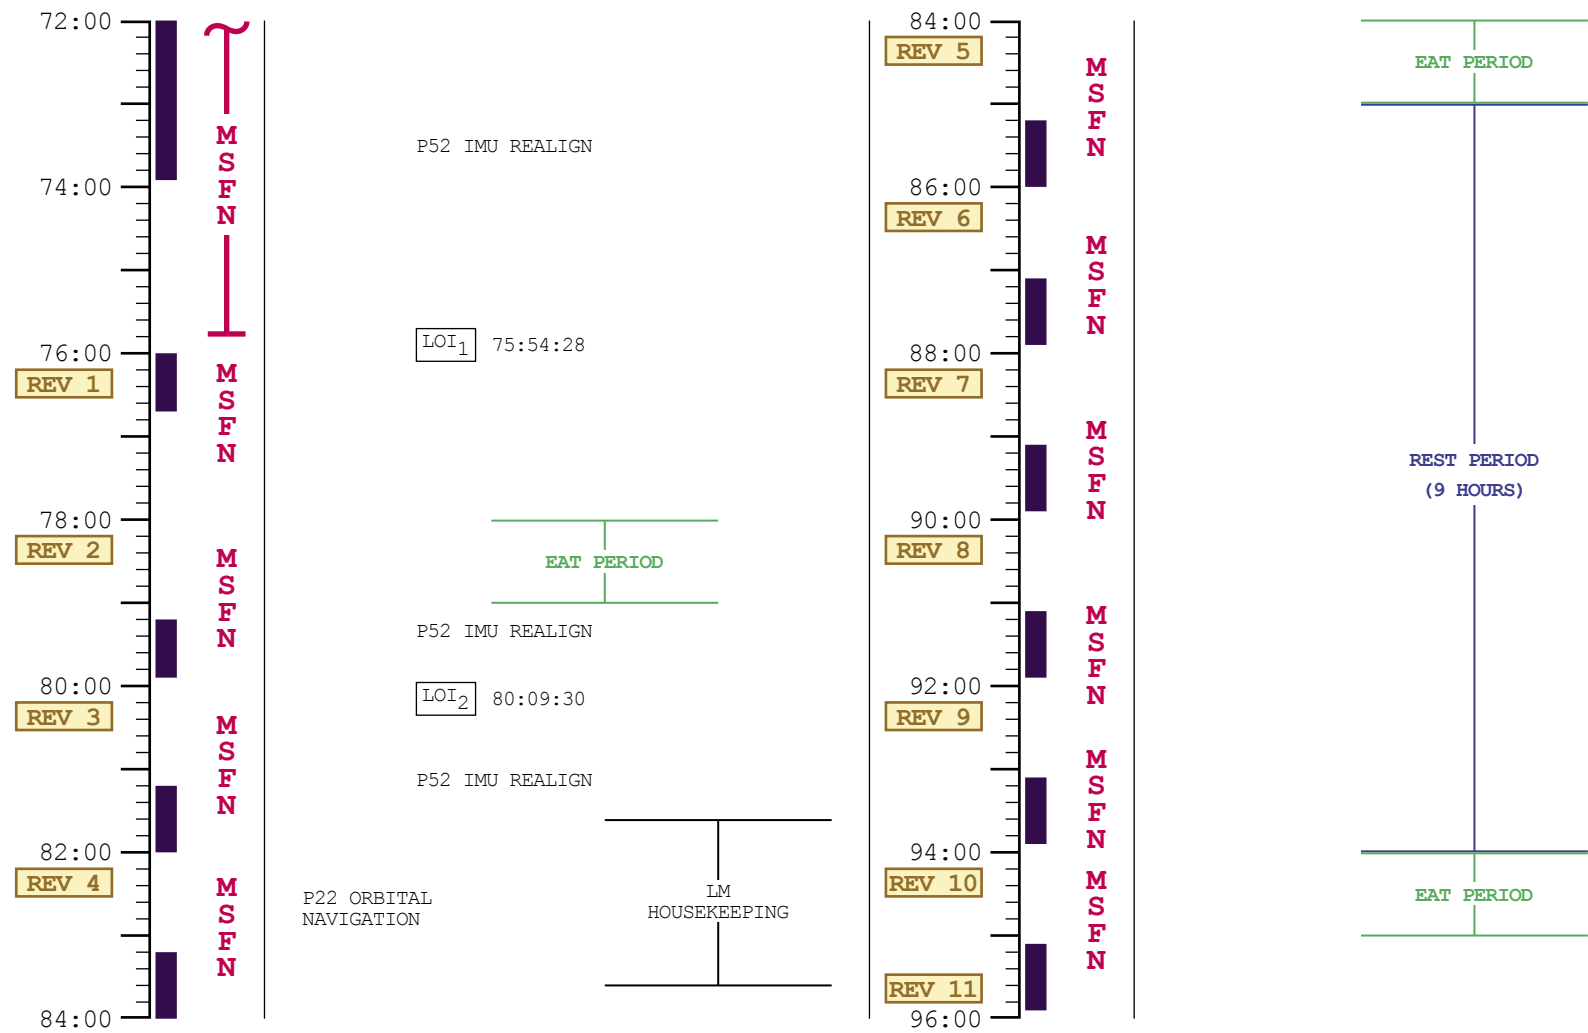 72:00
MSFN
P52 IMU REALIGN
74:00
LOI1 75:54:28
76:00
REV 1
MSFN
78:00
REV 2
MSFN
EAT PERIOD
P52 IMU REALIGN
80:00
LOI2 80:09:30
REV 3
MSFN
P52 IMU REALIGN
82:00
REV 4
MSFN
P22 ORBITAL
NAVIGATION
LM
HOUSEKEEPING
84:00
84:00
REV 5
MSFN
EAT PERIOD
86:00
REV 6
MSFN
88:00
REV 7
MSFN
REST PERIOD
(9 HOURS)
90:00
REV 8
MSFN
92:00
REV 9
MSFN
94:00
REV 10
MSFN
EAT PERIOD
REV 11
96:00